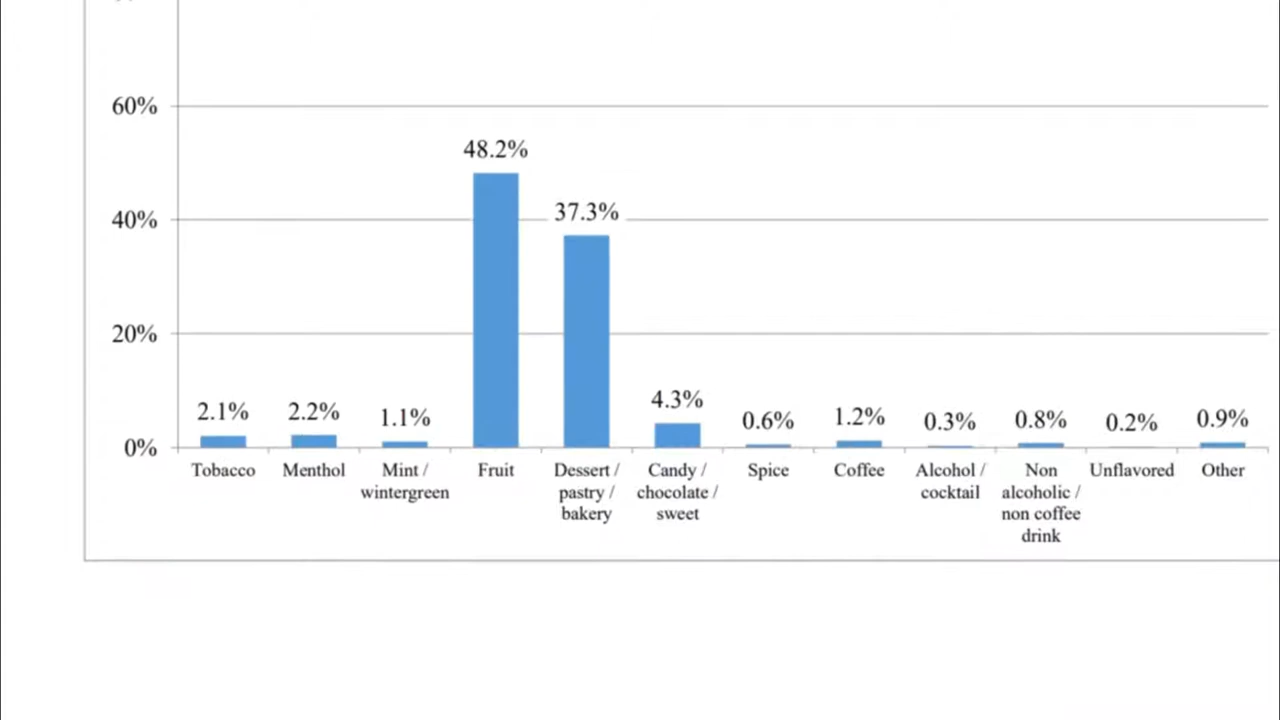 60%
48.2%
40%
37.3%
20%
4.3%
2.1%
2.2%
1.1%
0.6%
1.2%
0.3%
0.8%
0.2%
0.9%
0%
Tobacco
Menthol
Mint /
wintergreen
Fruit
Dessert /
pastry /
bakery
Candy /
chocolate /
sweet
Spice
Coffee
Alcohol /
cocktail
Non
alcoholic /
non coffee
drink
Unflavored
Other